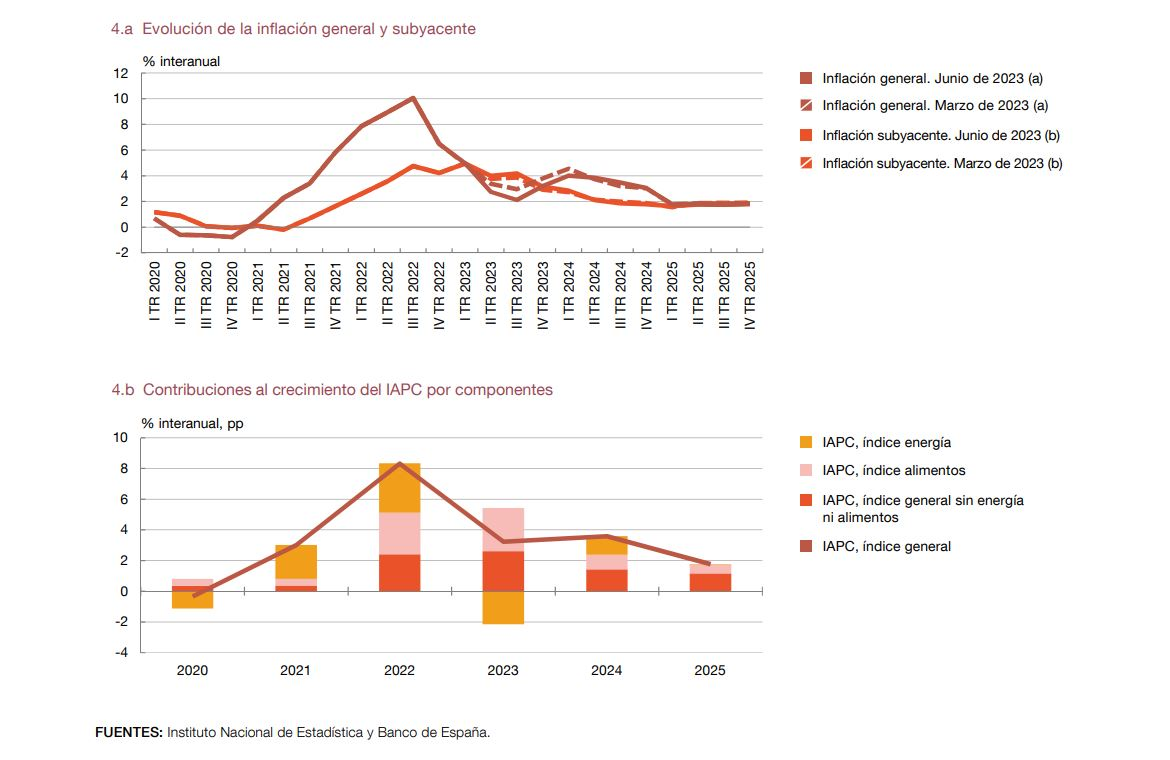 4.a Evolución de la inflación general y subyacente
% interanual
12
10
8
6
4
2
0
-2
I TR 2020
II TR 2020
III TR 2020
IV TR 2020
I TR 2021
II TR 2021
III TR 2021
IV TR 2021
I TR 2022
II TR 2022
III TR 2022
IV TR 2022
I TR 2023
II TR 2023
III TR 2023
IV TR 2023
I TR 2024
II TR 2024
III TR 2024
IV TR 2024
I TR 2025
II TR 2025
III TR 2025
IV TR 2025
Inflación general. Junio de 2023 (a)
Inflación general. Marzo de 2023 (a)
Inflación subyacente. Junio de 2023 (b)
Inflación subyacente. Marzo de 2023 (b)
4.b Contribuciones al crecimiento del IAPC por componentes
% interanual, pp
10
8
6
4
2
0
-2
-4
2020
2021
2022
2023
2024
2025
IAPC, índice energía
IAPC, índice alimentos
IAPC, índice general sin energía
ni alimentos
IAPC, índice general
FUENTES: Instituto Nacional de Estadística y Banco de España.